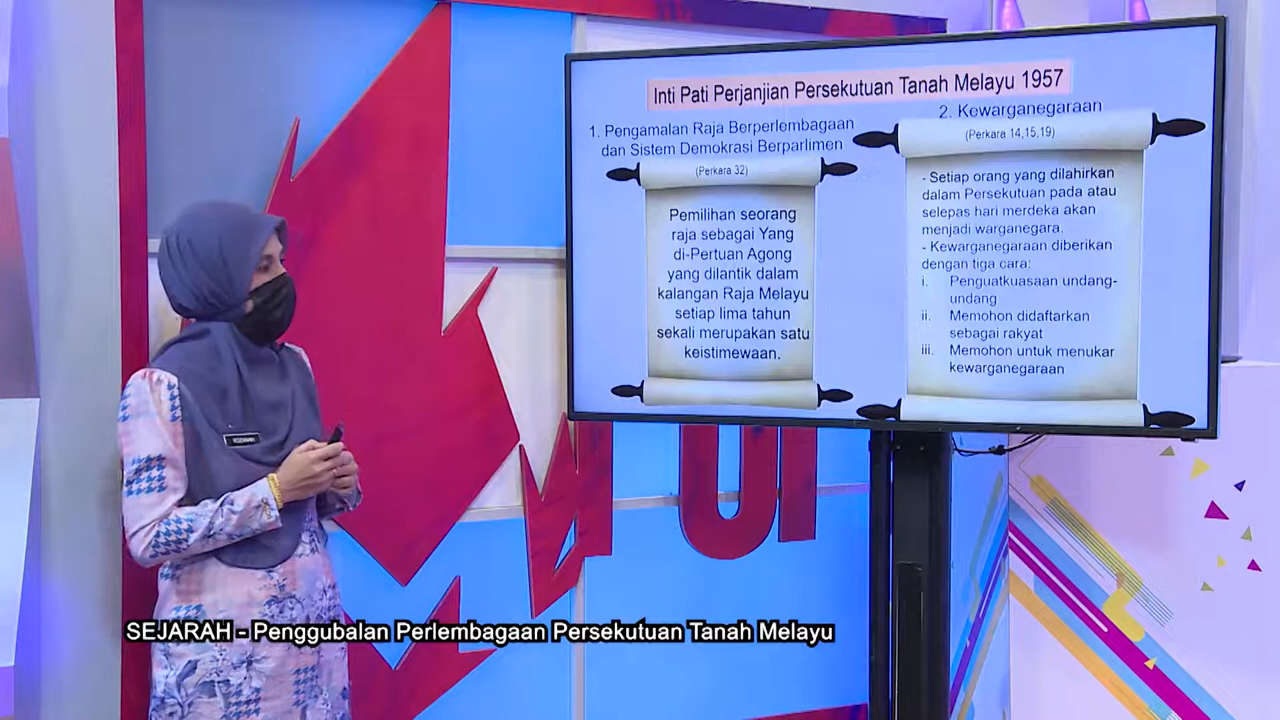 Inti Pati Perjanjian Persekutuan Tanah Melayu 1957
1. Pengamalan Raja Berperlembagaan
dan Sistem Demokrasi Berparlimen
(Perkara 32)
Pemilihan seorang
raja sebagai Yang
di-Pertuan Agong
yang dilantik dalam
kalangan Raja Melayu
setiap lima tahun
sekali merupakan satu
keistimewaan.
2. Kewarganegaraan
(Perkara 14,15,19)
- Setiap orang yang dilahirkan
dalam Persekutuan pada atau
selepas hari merdeka akan
menjadi warganegara.
- Kewarganegaraan diberikan
dengan tiga cara:
i. Penguatkuasaan undang-
undang
ii. Memohon didaftarkan
sebagai rakyat
iii. Memohon untuk menukar
kewarganegaraan
SEJARAH - Penggubalan Perlembagaan Persekutuan Tanah Melayu